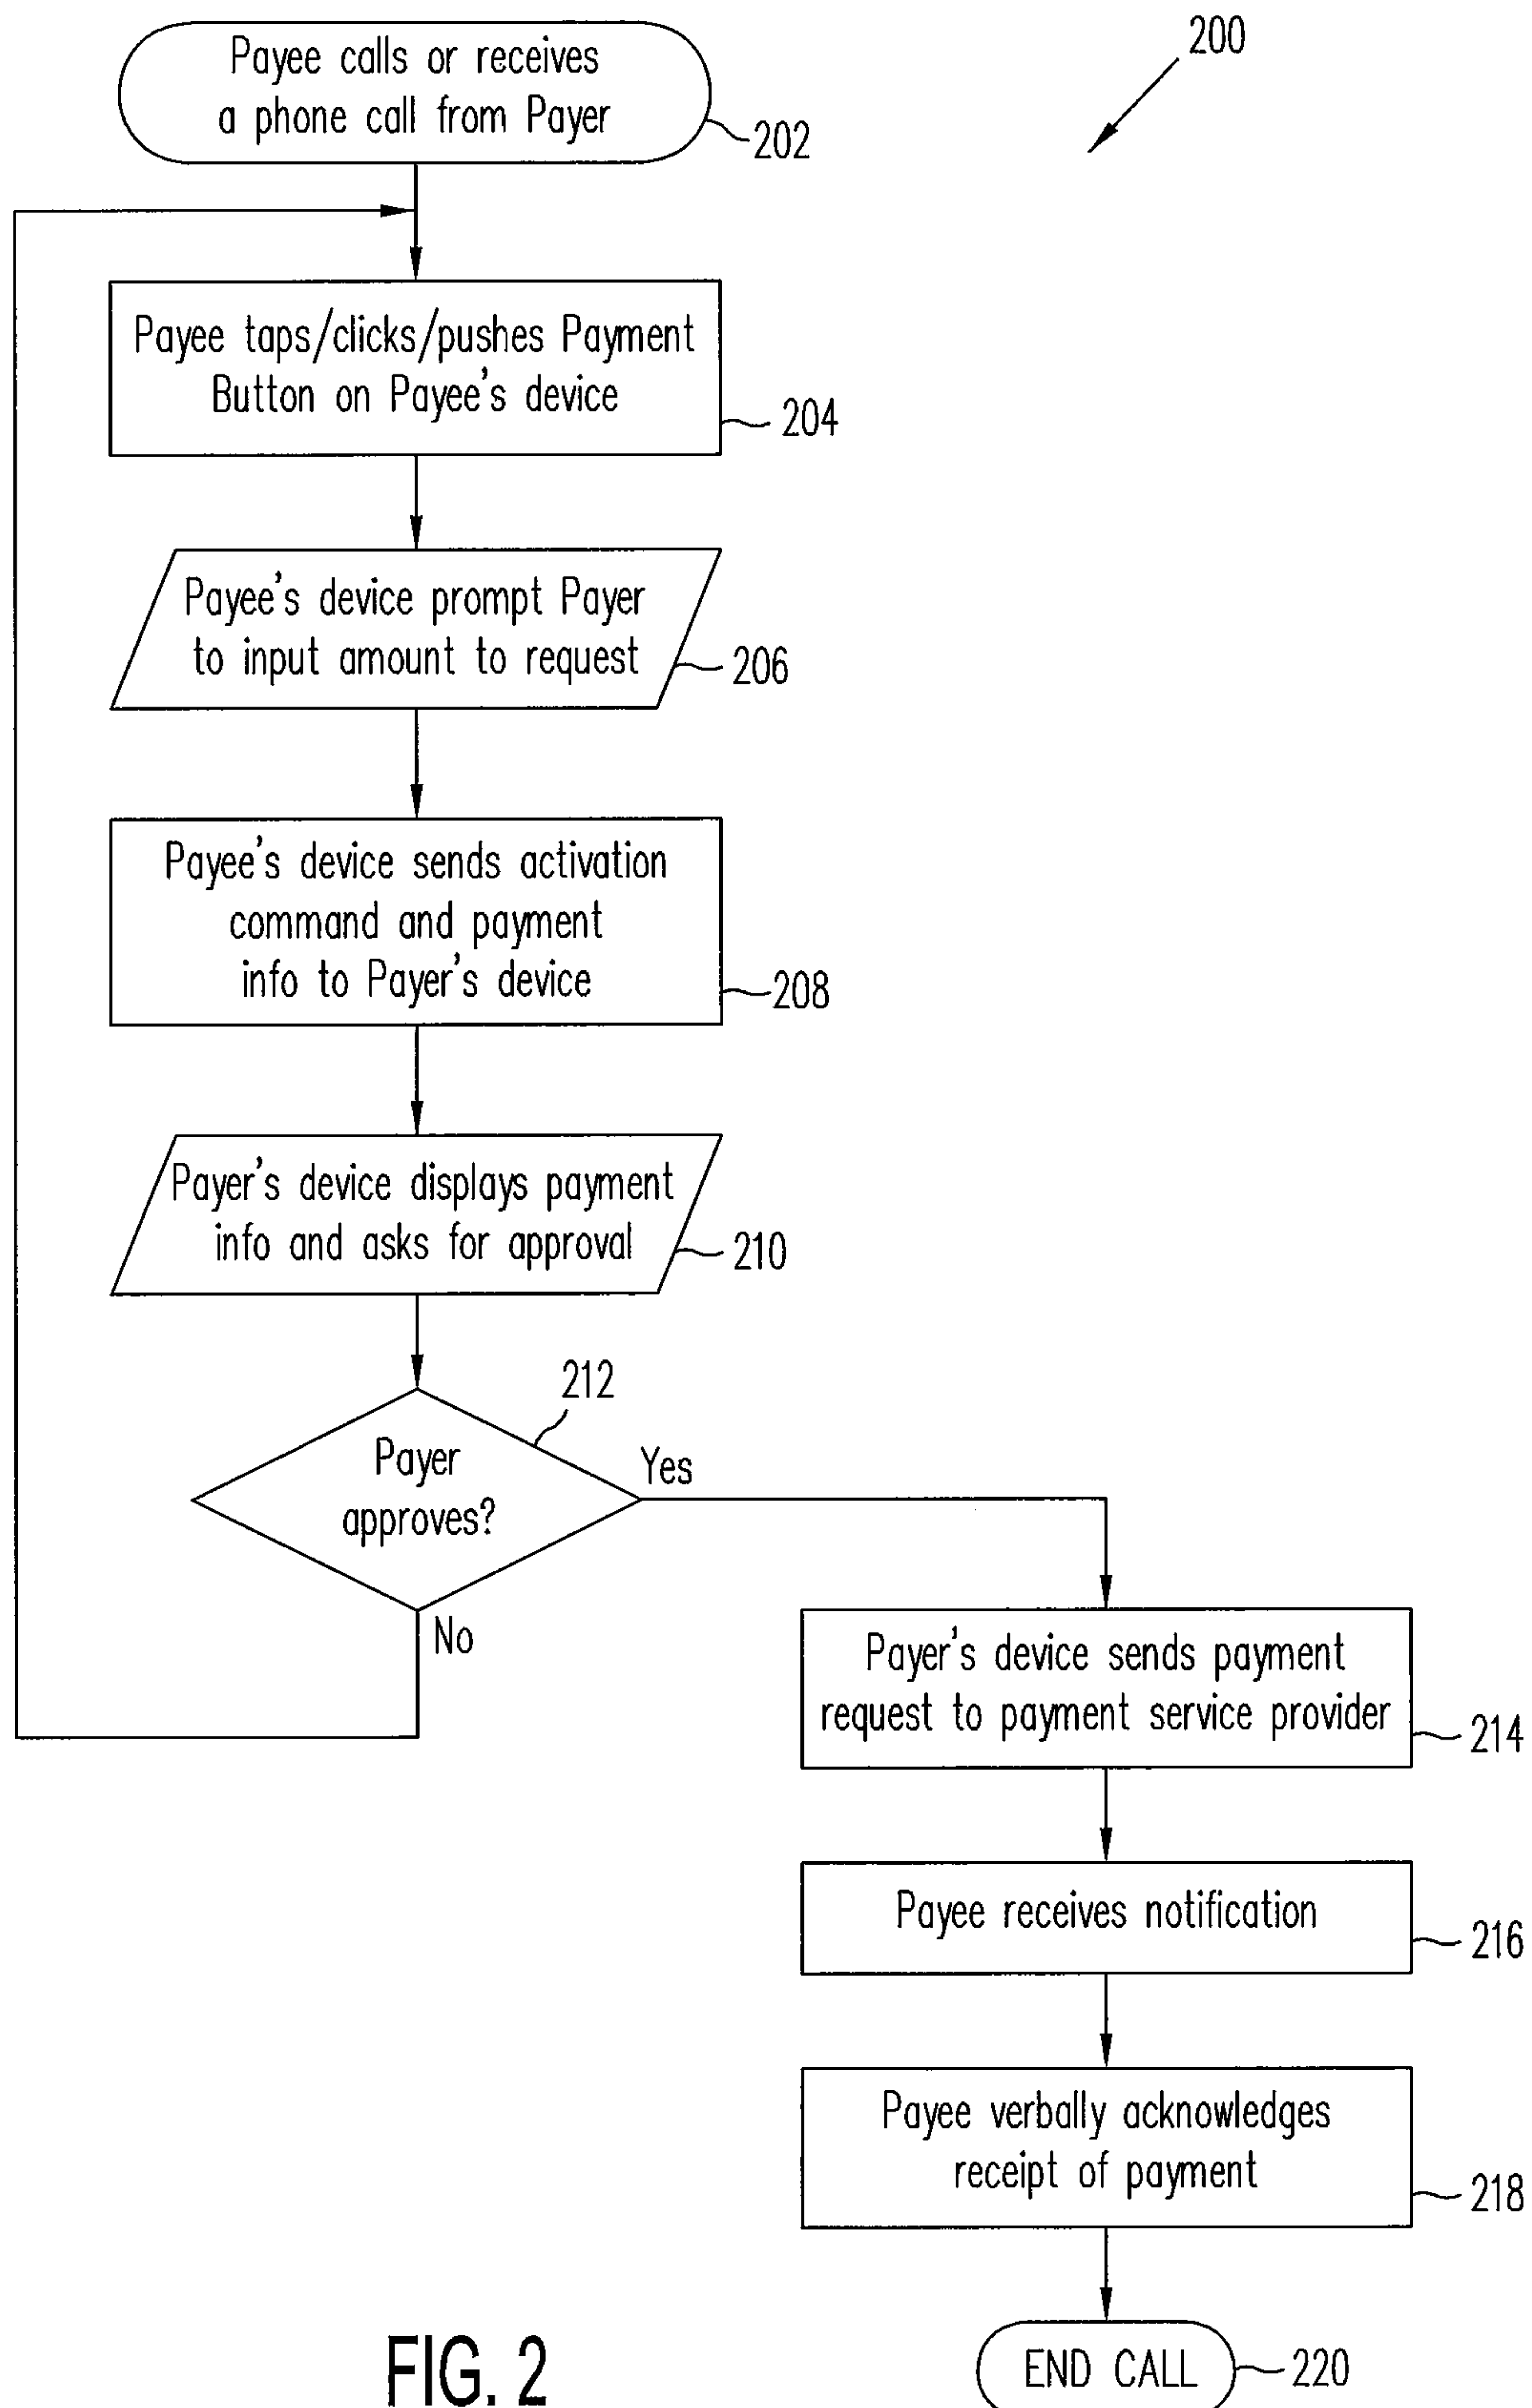 200
Payee calls or receives
a phone call from Payer
202
Payee taps/clicks/pushes Payment
Button on Payee's device
204
Payee's device prompt Payer
to input amount to request
206
Payee's device sends activation
command and payment
info to Payer's device
208
Payer's device displays payment
info and asks for approval
210
212
Payer
approves?
Yes
No
Payer's device sends payment
request to payment service provider
214
Payee receives notification
216
Payee verbally acknowledges
receipt of payment
218
END CALL
220
FIG. 2